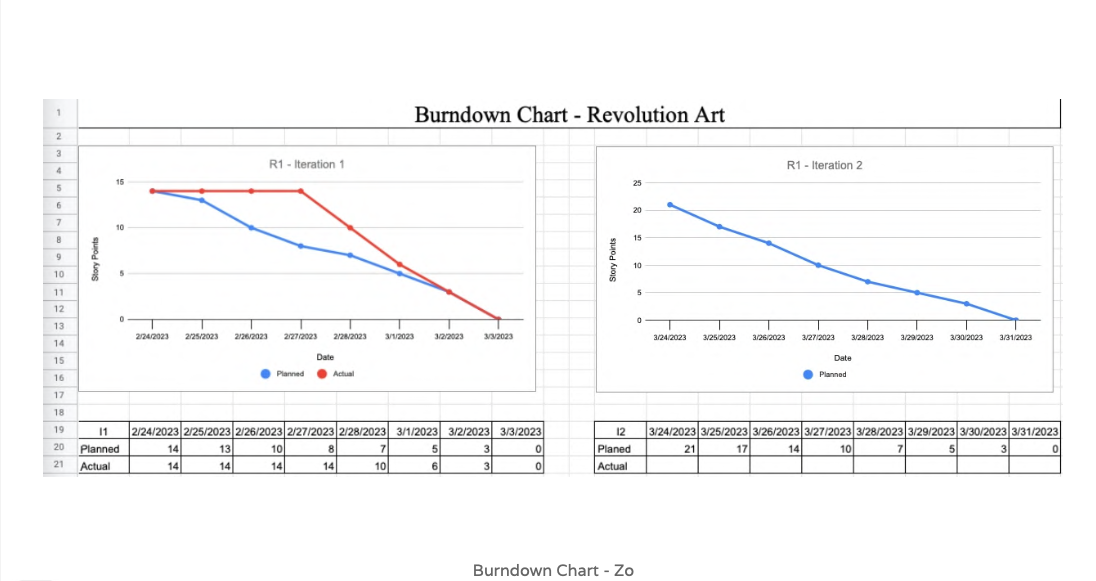 1 Burndown Chart - Revolution Art
2
3
4
5
6
7
8
9
10
11
12
13
14
15
16
17
18
R1 - Iteration 1
15
10
5
0
Story Points
2/24/2023 2/25/2023 2/26/2023 2/27/2023 2/28/2023 3/1/2023 3/2/2023 3/3/2023
Date
Planned Actual
R1 - Iteration 2
25
20
15
10
5
0
Story Points
3/24/2023 3/25/2023 3/26/2023 3/27/2023 3/28/2023 3/29/2023 3/30/2023 3/31/2023
Date
Planned
19 I1 2/24/2023 2/25/2023 2/26/2023 2/27/2023 2/28/2023 3/1/2023 3/2/2023 3/3/2023 I2 3/24/2023 3/25/2023 3/26/2023 3/27/2023 3/28/2023 3/29/2023 3/30/2023 3/31/2023
20 Planned 14 13 10 8 7 5 3 0 Planed 21 17 14 10 7 5 3 0
21 Actual 14 14 14 14 10 6 3 0 Actual
Burndown Chart - Zo